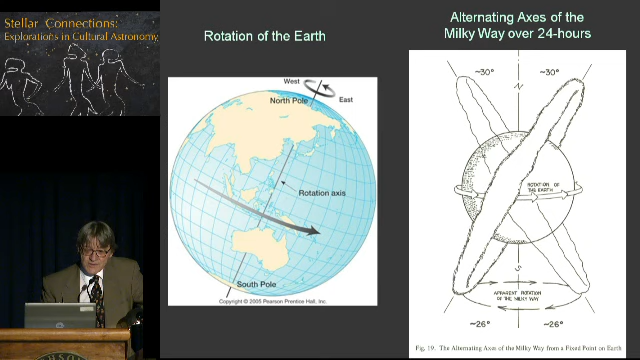 Stellar Connections:
Explorations in Cultural Astronomy
Rotation of the Earth
West
East
North Pole
Rotation axis
South Pole
Copyright © 2005 Pearson Prentice Hall, Inc.
Alternating Axes of the
Milky Way over 24-hours
~30°
~30°
N
ROTATION OF
THE EARTH
S
APPARENT ROTATION
OF THE MILKY WAY
~26°
~26°
Fig. 19. The Alternating Axes of the Milky Way from a Fixed Point on Earth